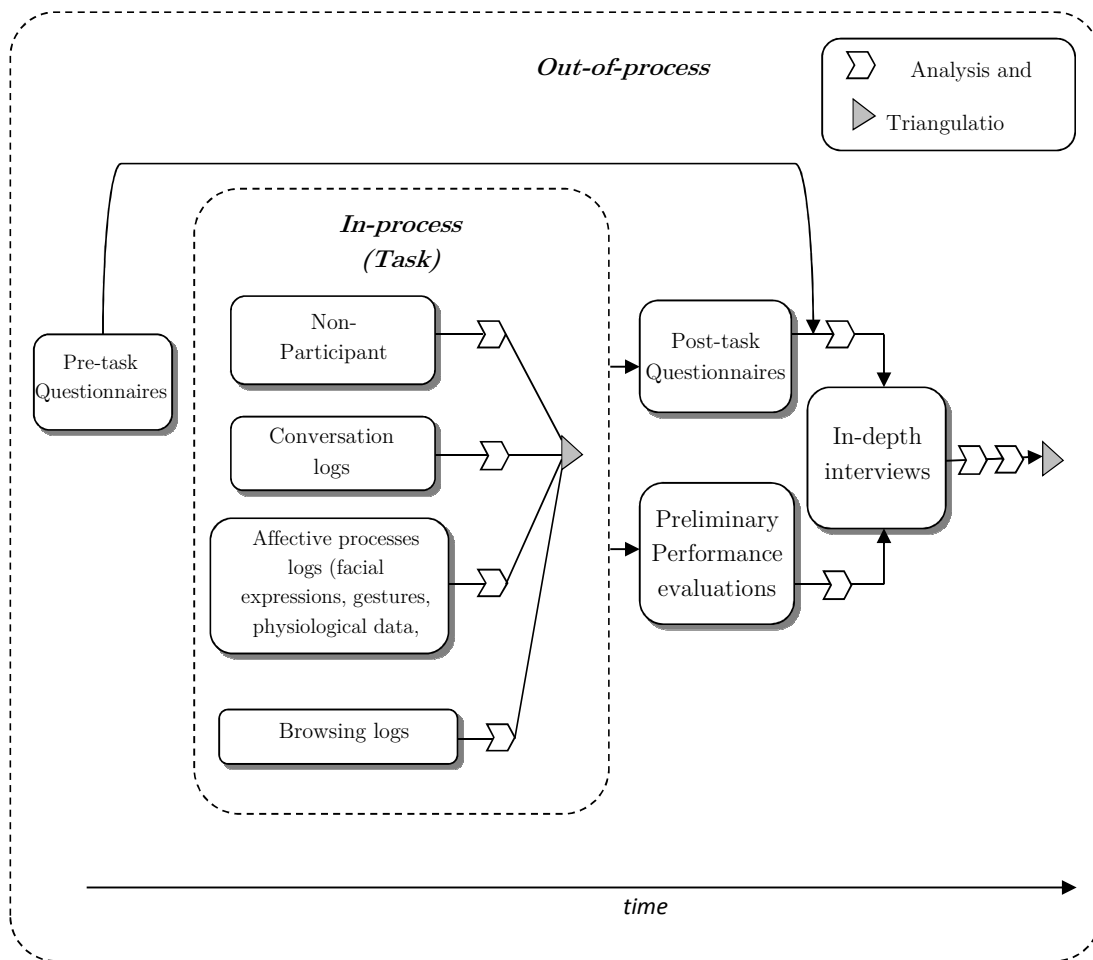 Out-of-process
Analysis and
Triangulatio
In-process
(Task)
Pre-task
Questionnaires
Non-
Participant
Conversation
logs
Affective processes
logs (facial
expressions, gestures,
physiological data,
Browsing logs
Post-task
Questionnaires
Preliminary
Performance
evaluations
In-depth
interviews
time